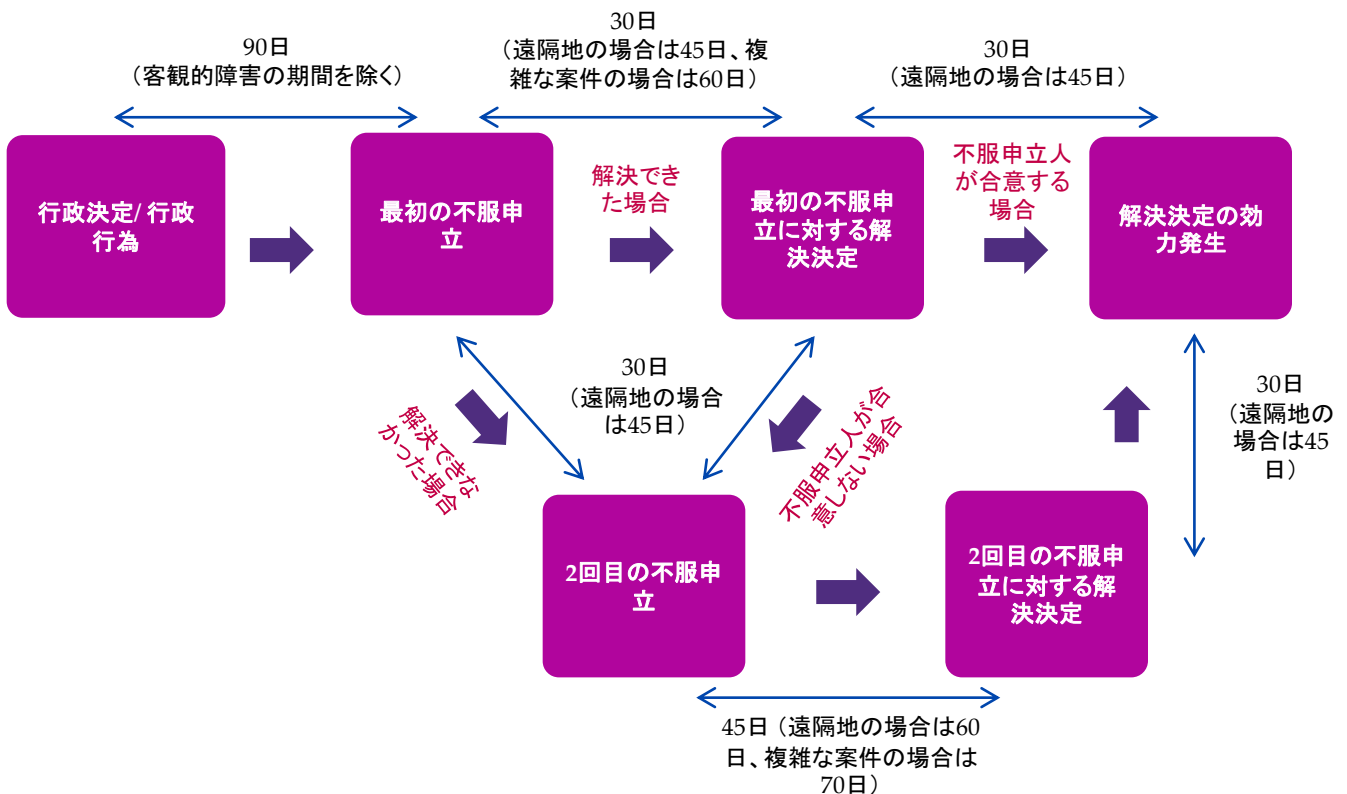 90日
（客観的障害の期間を除く）
30日
（遠隔地の場合は45日、複
雑な案件の場合は60日）
30日
（遠隔地の場合は45日）
行政決定/ 行政
行為
最初の不服申
立
解決でき
た場合
最初の不服申
立に対する解
決決定
不服申立人
が合意する
場合
解決決定の効
力発生
解決できな
かった場合
30日
（遠隔地の場合
は45日）
不服申立人が合
意しない場合
30日
（遠隔地の
場合は45
日）
2回目の不服申
立
2回目の不服申
立に対する解
決決定
45日（遠隔地の場合は60
日、複雑な案件の場合は
70日）